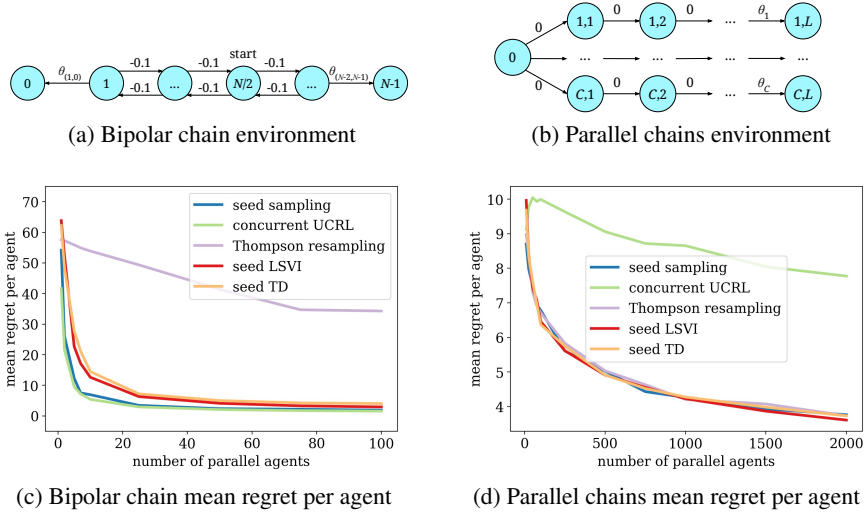 0 θ(1,0) 1 -0.1 -0.1 ... -0.1 -0.1 start N/2 -0.1 -0.1 ... θ(N-2,N-1) N-1
(a) Bipolar chain environment
0 0 1,1 0 1,2 0 ... θ1 1,L
... ... ... ...
0 C,1 0 C,2 0 ... θC C,L
(b) Parallel chains environment
mean regret per agent
70
60
50
40
30
20
10
0
seed sampling
concurrent UCRL
Thompson resampling
seed LSVI
seed TD
0 20 40 60 80 100
number of parallel agents
(c) Bipolar chain mean regret per agent
mean regret per agent
10
9
8
7
6
5
4
seed sampling
concurrent UCRL
Thompson resampling
seed LSVI
seed TD
0 500 1000 1500 2000
number of parallel agents
(d) Parallel chains mean regret per agent